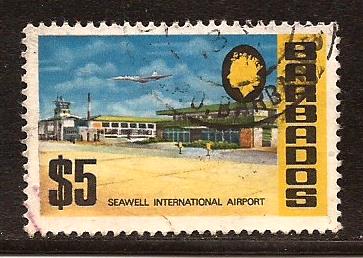 BARBADOS
$5
SEAWELL INTERNATIONAL AIRPORT